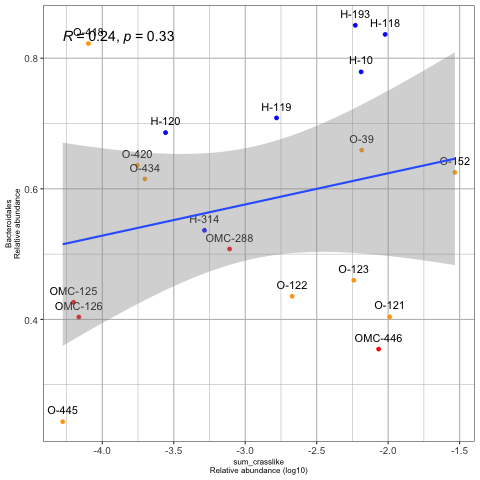 H-193
H-118
O-418
R = 0.24, p = 0.33
0.8
H-10
H-119
H-120
O-39
O-420
O-152
O-434
0.6
H-314
OMC-288
O-123
O-122
OMC-125
OMC-126
O-121
0.4
OMC-446
O-445
Bacteroidales
Relative abundance
-4.0 -3.5 -3.0 -2.5 -2.0 -1.5
sum_crasslike
Relative abundance (log10)